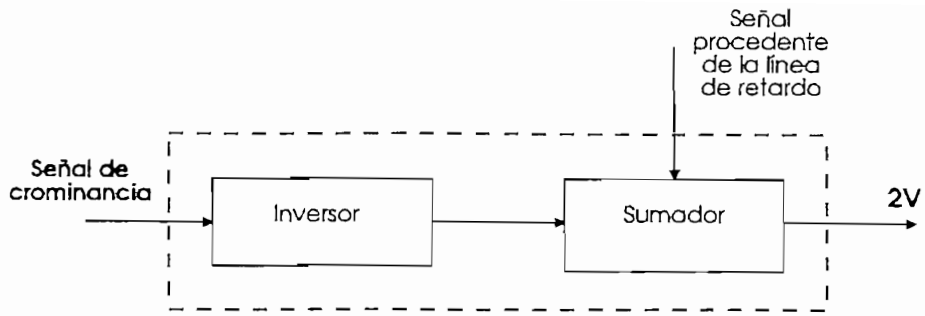 Señal
procedente
de la línea
de retardo
Señal de
crominancia
Inversor
Sumador
2V